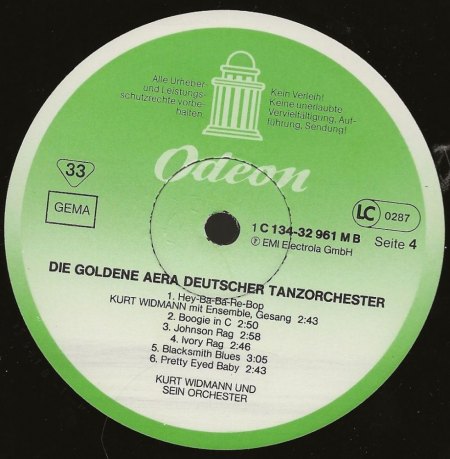 Alle Urheber-
und Leistungs-
schutzrechte vorbe-
halten.
Kein Verleih!
Keine unerlaubte
Vervielfältigung, Auf-
führung, Sendung!
Odeon
33
GEMA
LC 0287
1 C 134-32 961 M B
℗ EMI Electrola GmbH
Seite 4
DIE GOLDENE AERA DEUTSCHER TANZORCHESTER
1. Hey-Ba-Ba-Re-Bop
KURT WIDMANN mit Ensemble, Gesang 2:43
2. Boogie in C 2:50
3. Johnson Rag 2:58
4. Ivory Rag 2:46
5. Blacksmith Blues 3:05
6. Pretty Eyed Baby 2:43
KURT WIDMANN UND
SEIN ORCHESTER